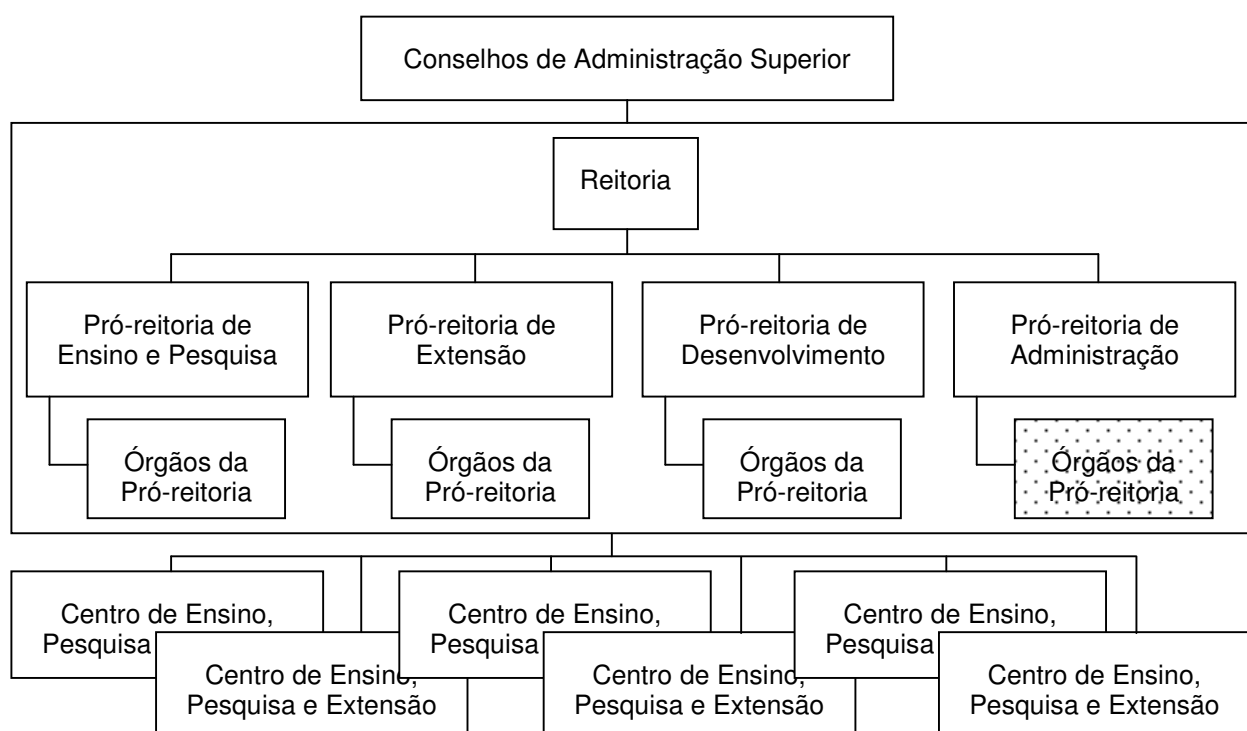 Conselhos de Administração Superior
Reitoria
Pró-reitoria de
Ensino e Pesquisa
Pró-reitoria de
Extensão
Pró-reitoria de
Desenvolvimento
Pró-reitoria de
Administração
Órgãos da
Pró-reitoria
Órgãos da
Pró-reitoria
Órgãos da
Pró-reitoria
Órgãos da
Pró-reitoria
Centro de Ensino,
Pesquisa
Centro de Ensino,
Pesquisa e Extensão
Centro de Ensino,
Pesquisa
Centro de Ensino,
Pesquisa e Extensão
Centro de Ensino,
Pesquisa
Centro de Ensino,
Pesquisa e Extensão